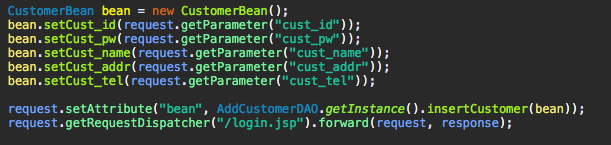 CustomerBean bean = new CustomerBean();
bean.setCust_id(request.getParameter("cust_id"));
bean.setCust_pw(request.getParameter("cust_pw"));
bean.setCust_name(request.getParameter("cust_name"));
bean.setCust_addr(request.getParameter("cust_addr"));
bean.setCust_tel(request.getParameter("cust_tel"));
request.setAttribute("bean", AddCustomerDAO.getInstance().insertCustomer(bean));
request.getRequestDispatcher("/login.jsp").forward(request, response);